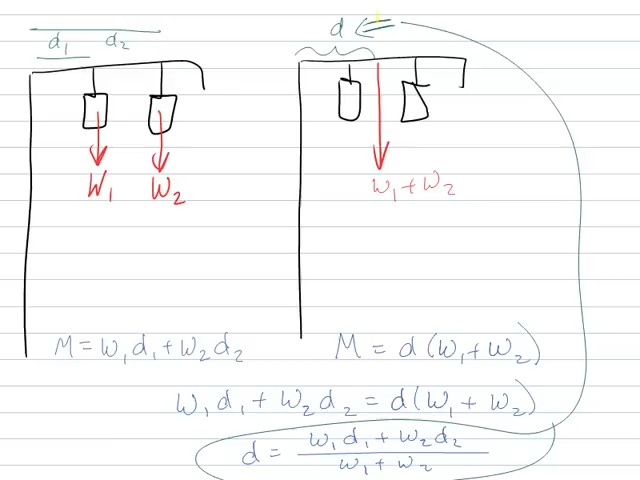 d₁ d₂ d
W₁ W₂ W₁ + W₂
M = W₁d₁ + W₂d₂ M = d(W₁ + W₂)
W₁d₁ + W₂d₂ = d(W₁ + W₂)
d = W₁d₁ + W₂d₂ / W₁ + W₂